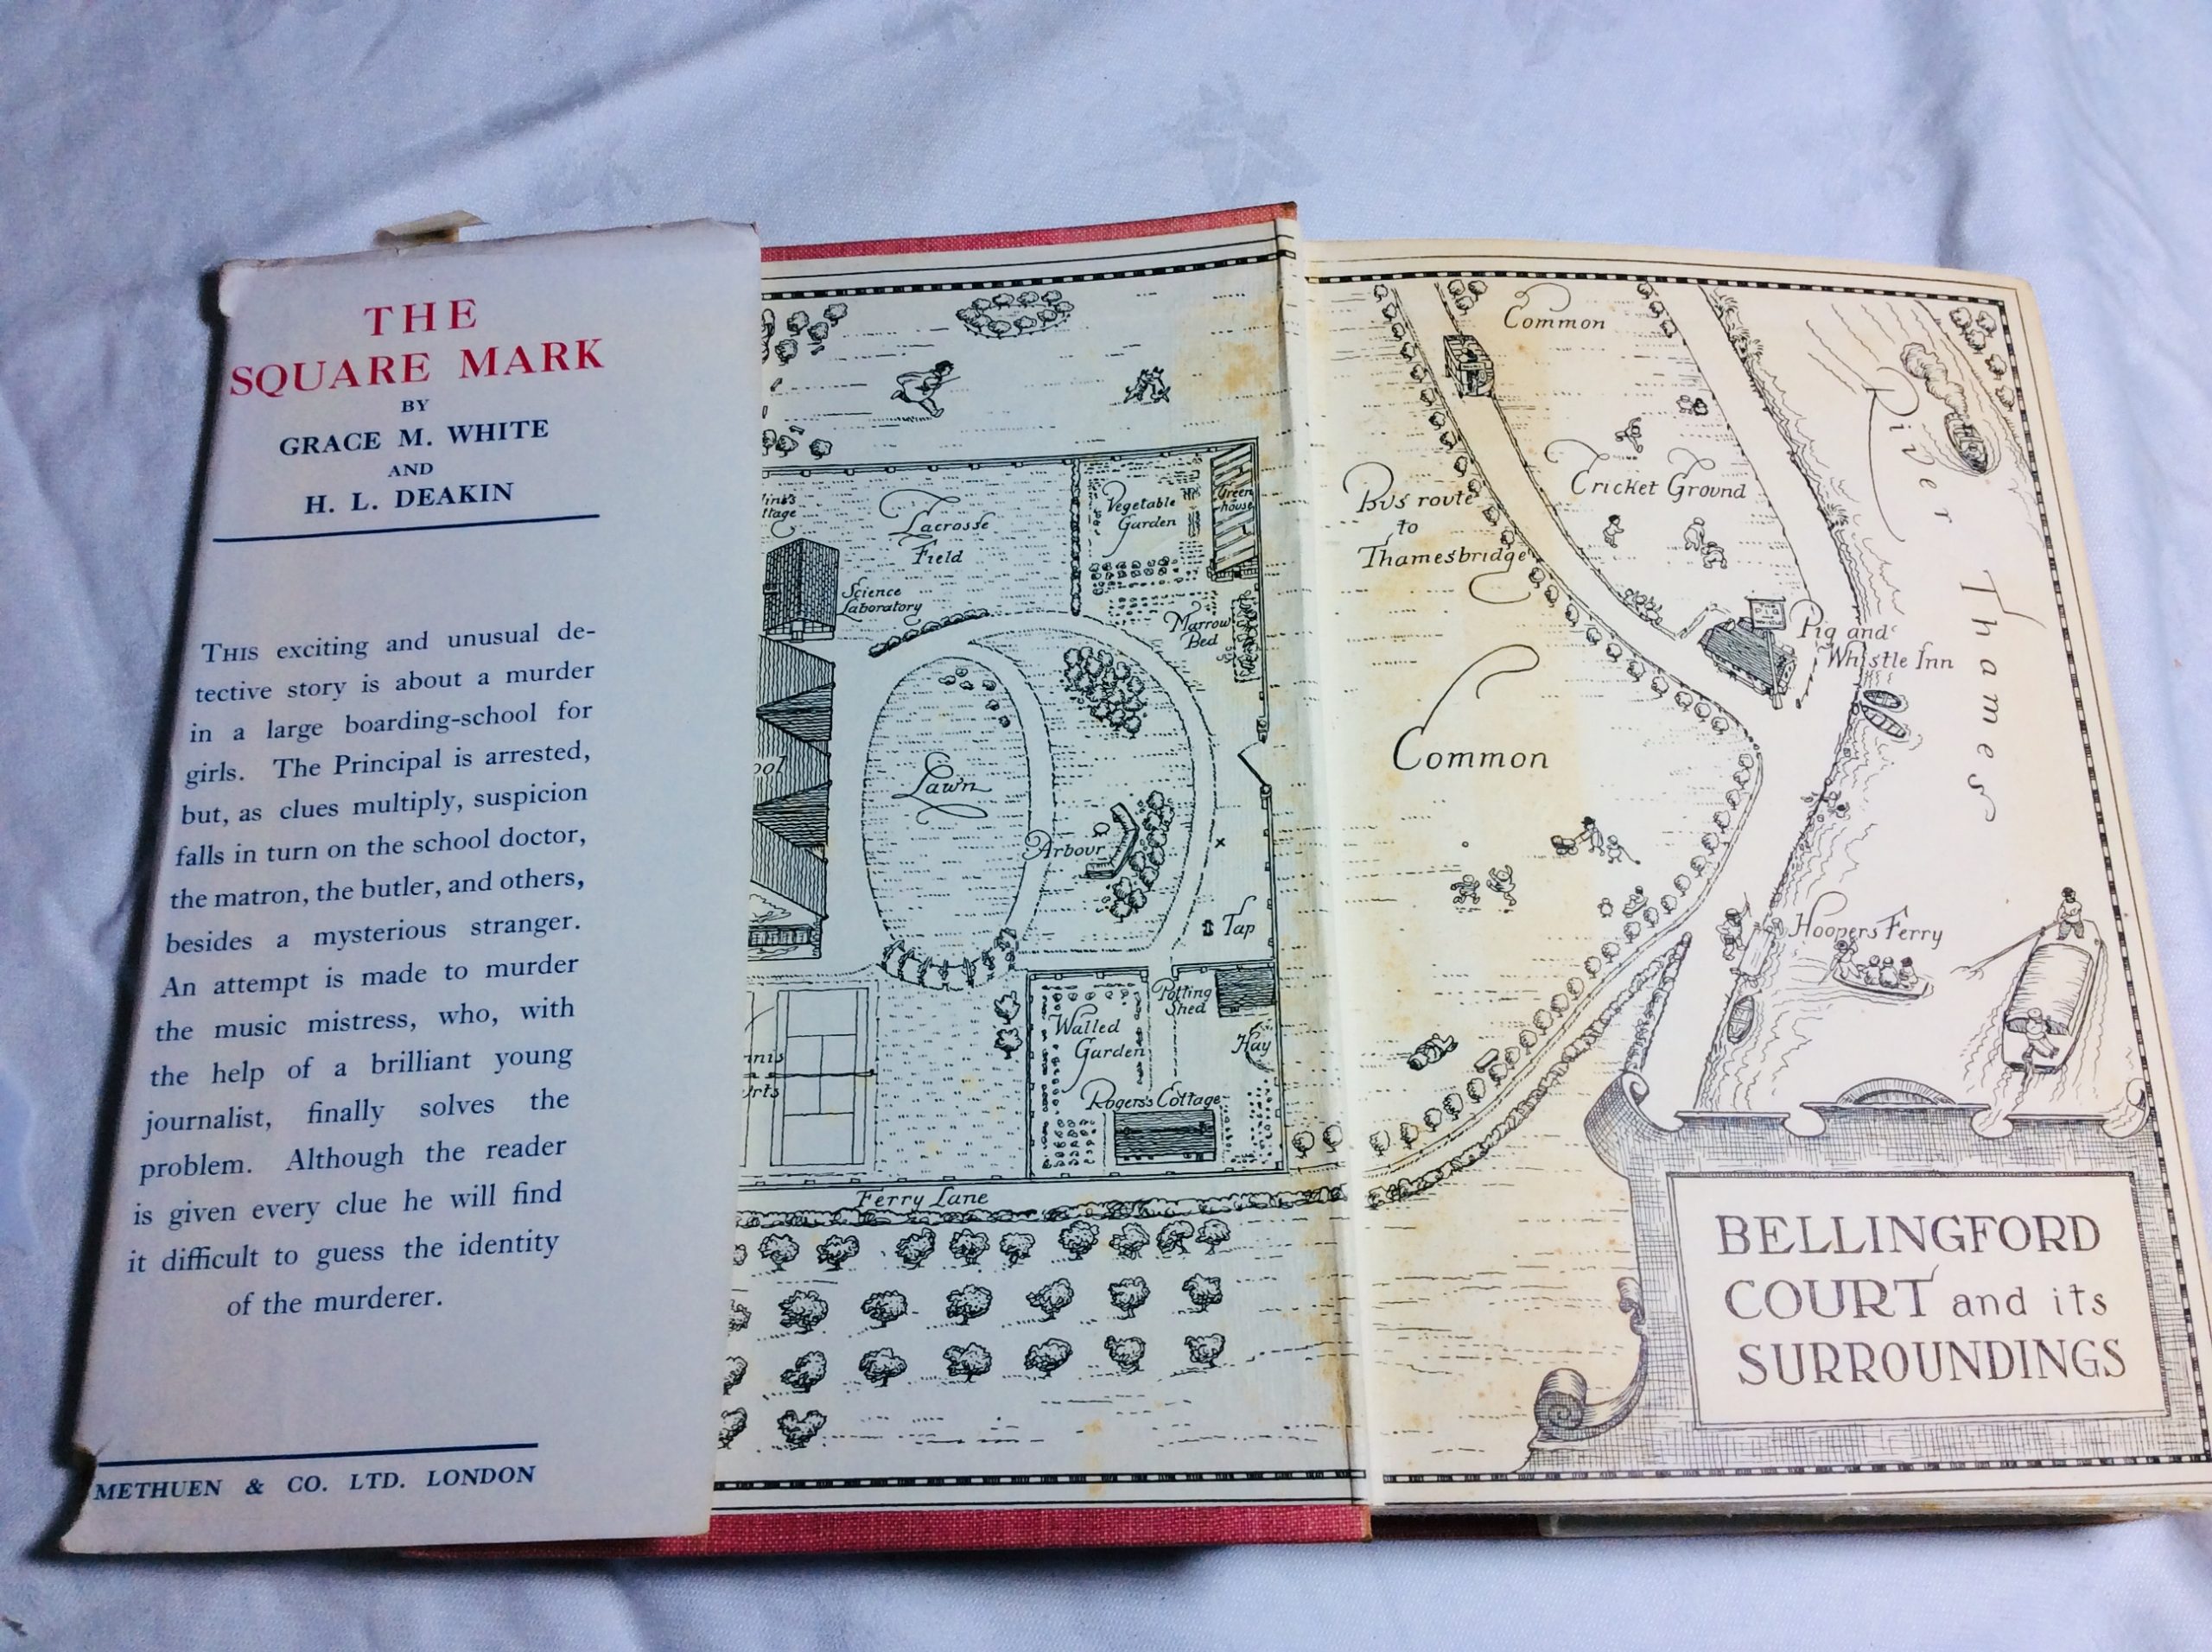 THE
SQUARE MARK
BY
GRACE M. WHITE
AND
H. L. DEAKIN
THIS exciting and unusual de-
tective story is about a murder
in a large boarding-school for
girls. The Principal is arrested,
but, as clues multiply, suspicion
falls in turn on the school doctor,
the matron, the butler, and others,
besides a mysterious stranger.
An attempt is made to murder
the music mistress, who, with
the help of a brilliant young
journalist, finally solves the
problem. Although the reader
is given every clue he will find
it difficult to guess the identity
of the murderer.
METHUEN & CO. LTD. LONDON
Lacrosse
Field
Vegetable
Garden
Green
house
Science
Laboratory
Marrow
Bed
Lawn
Arbour
Tap
Potting
Shed
Walled
Garden
Hay
Rogers's Cottage
Ferry Lane
Common
River Thames
Cricket Ground
Bus route
to
Thamesbridge
Pig and
Whistle Inn
Common
Hoopers Ferry
BELLINGFORD
COURT and its
SURROUNDINGS